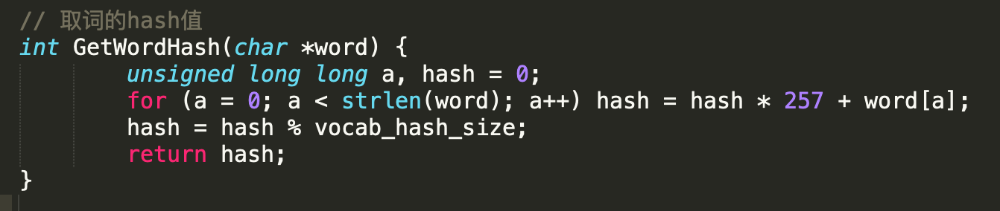 // 取词的hash值
int GetWordHash(char *word) {
unsigned long long a, hash = 0;
for (a = 0; a < strlen(word); a++) hash = hash * 257 + word[a];
hash = hash % vocab_hash_size;
return hash;
}